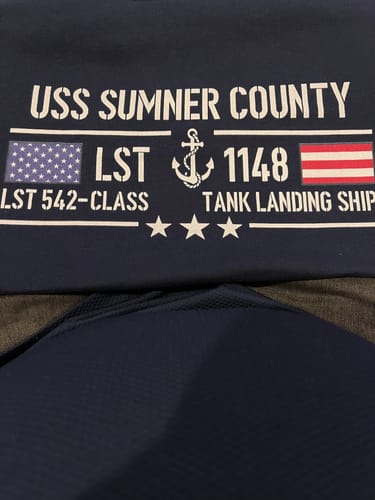 USS SUMNER COUNTY
LST 1148
LST 542-CLASS TANK LANDING SHIP